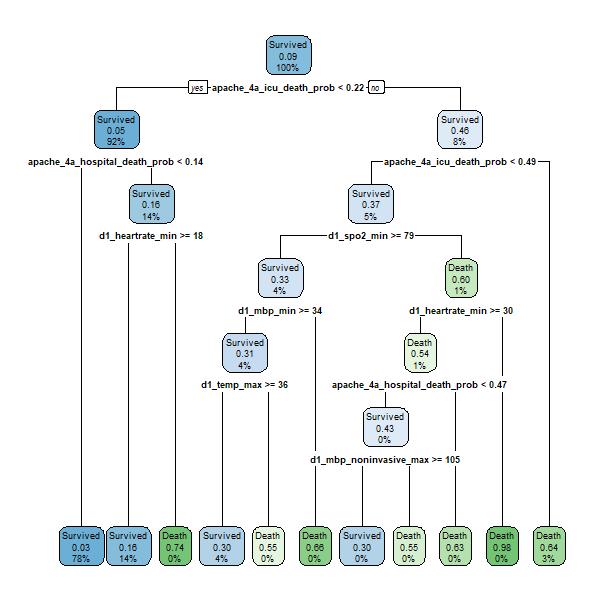 Survived
0.09
100%
yes apache_4a_icu_death_prob < 0.22 no
Survived
0.05
92%
Survived
0.46
8%
apache_4a_hospital_death_prob < 0.14
apache_4a_icu_death_prob < 0.49
Survived
0.16
14%
Survived
0.37
5%
d1_heartrate_min >= 18
d1_spo2_min >= 79
Survived
0.33
4%
Death
0.60
1%
d1_mbp_min >= 34
d1_heartrate_min >= 30
Survived
0.31
4%
Death
0.54
1%
d1_temp_max >= 36
apache_4a_hospital_death_prob < 0.47
Survived
0.43
0%
d1_mbp_noninvasive_max >= 105
Survived
0.03
78%
Survived
0.16
14%
Death
0.74
0%
Survived
0.30
4%
Death
0.55
0%
Death
0.66
0%
Survived
0.30
0%
Death
0.55
0%
Death
0.63
0%
Death
0.98
0%
Death
0.64
3%